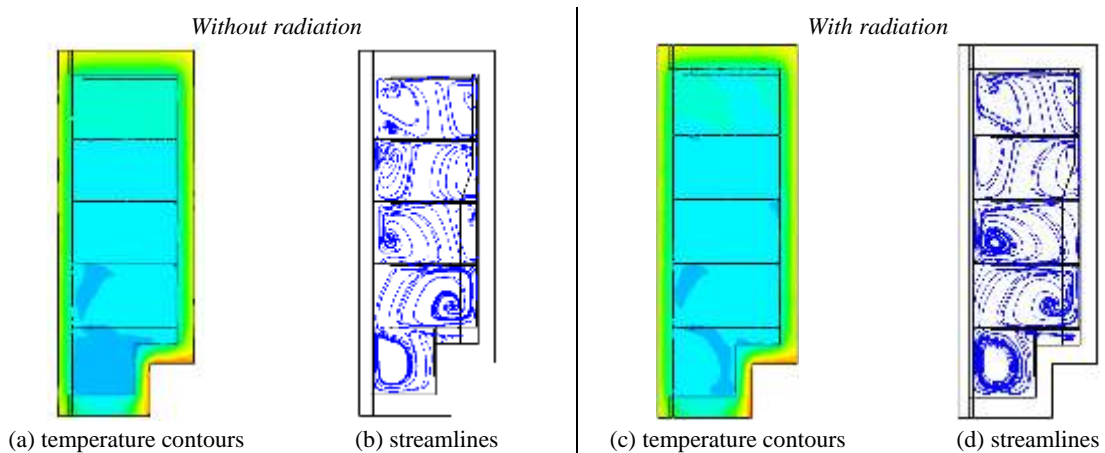 Without radiation
With radiation
(a) temperature contours
(b) streamlines
(c) temperature contours
(d) streamlines